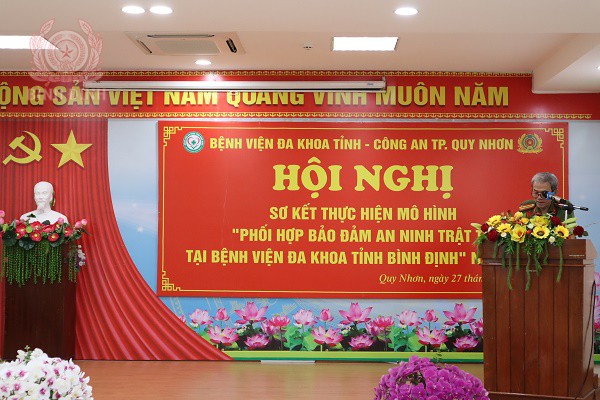 ỘNG SẢN VIỆT NAM QUANG VINH MUÔN NĂM
BỆNH VIỆN ĐA KHOA TỈNH - CÔNG AN TP. QUY NHƠN
HỘI NGHỊ
SƠ KẾT THỰC HIỆN MÔ HÌNH
"PHỐI HỢP BẢO ĐẢM AN NINH TRẬT
TẠI BỆNH VIỆN ĐA KHOA TỈNH BÌNH ĐỊNH" N
Quy Nhơn, ngày 27 thán